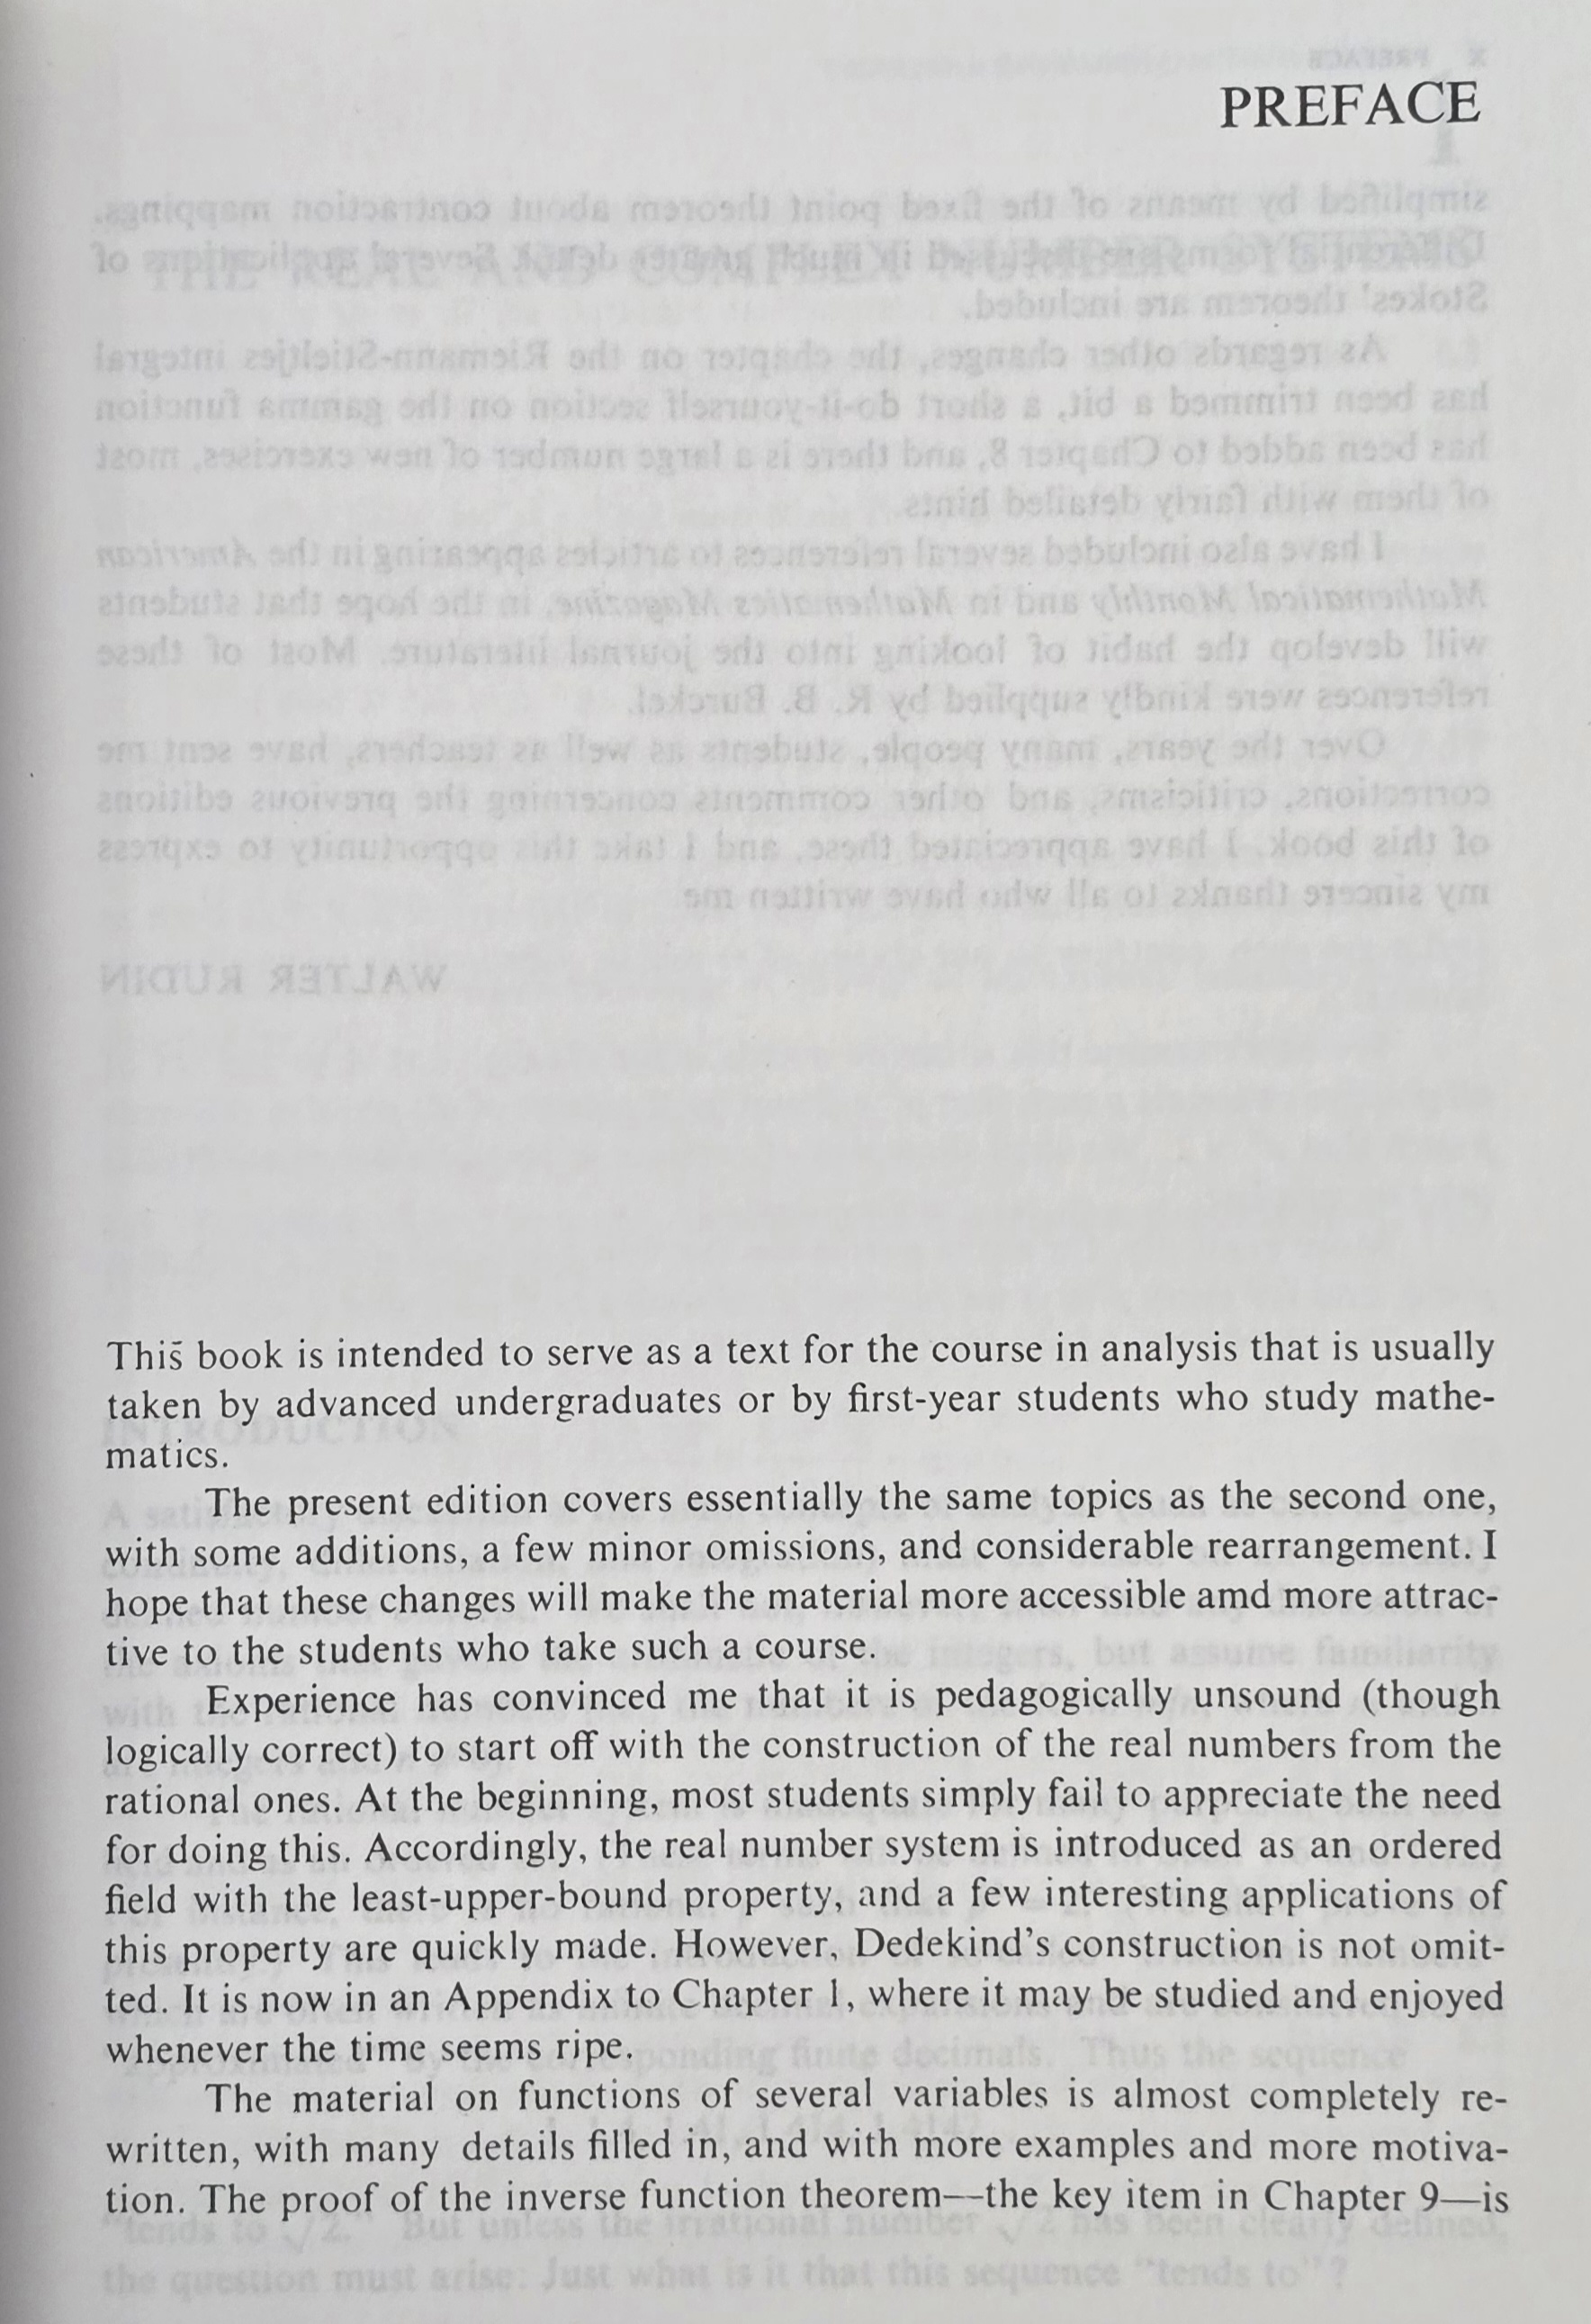 PREFACE
This book is intended to serve as a text for the course in analysis that is usually
taken by advanced undergraduates or by first-year students who study mathe-
matics.
The present edition covers essentially the same topics as the second one,
with some additions, a few minor omissions, and considerable rearrangement. I
hope that these changes will make the material more accessible amd more attrac-
tive to the students who take such a course.
Experience has convinced me that it is pedagogically unsound (though
logically correct) to start off with the construction of the real numbers from the
rational ones. At the beginning, most students simply fail to appreciate the need
for doing this. Accordingly, the real number system is introduced as an ordered
field with the least-upper-bound property, and a few interesting applications of
this property are quickly made. However, Dedekind's construction is not omit-
ted. It is now in an Appendix to Chapter 1, where it may be studied and enjoyed
whenever the time seems ripe.
The material on functions of several variables is almost completely re-
written, with many details filled in, and with more examples and more motiva-
tion. The proof of the inverse function theorem—the key item in Chapter 9—is